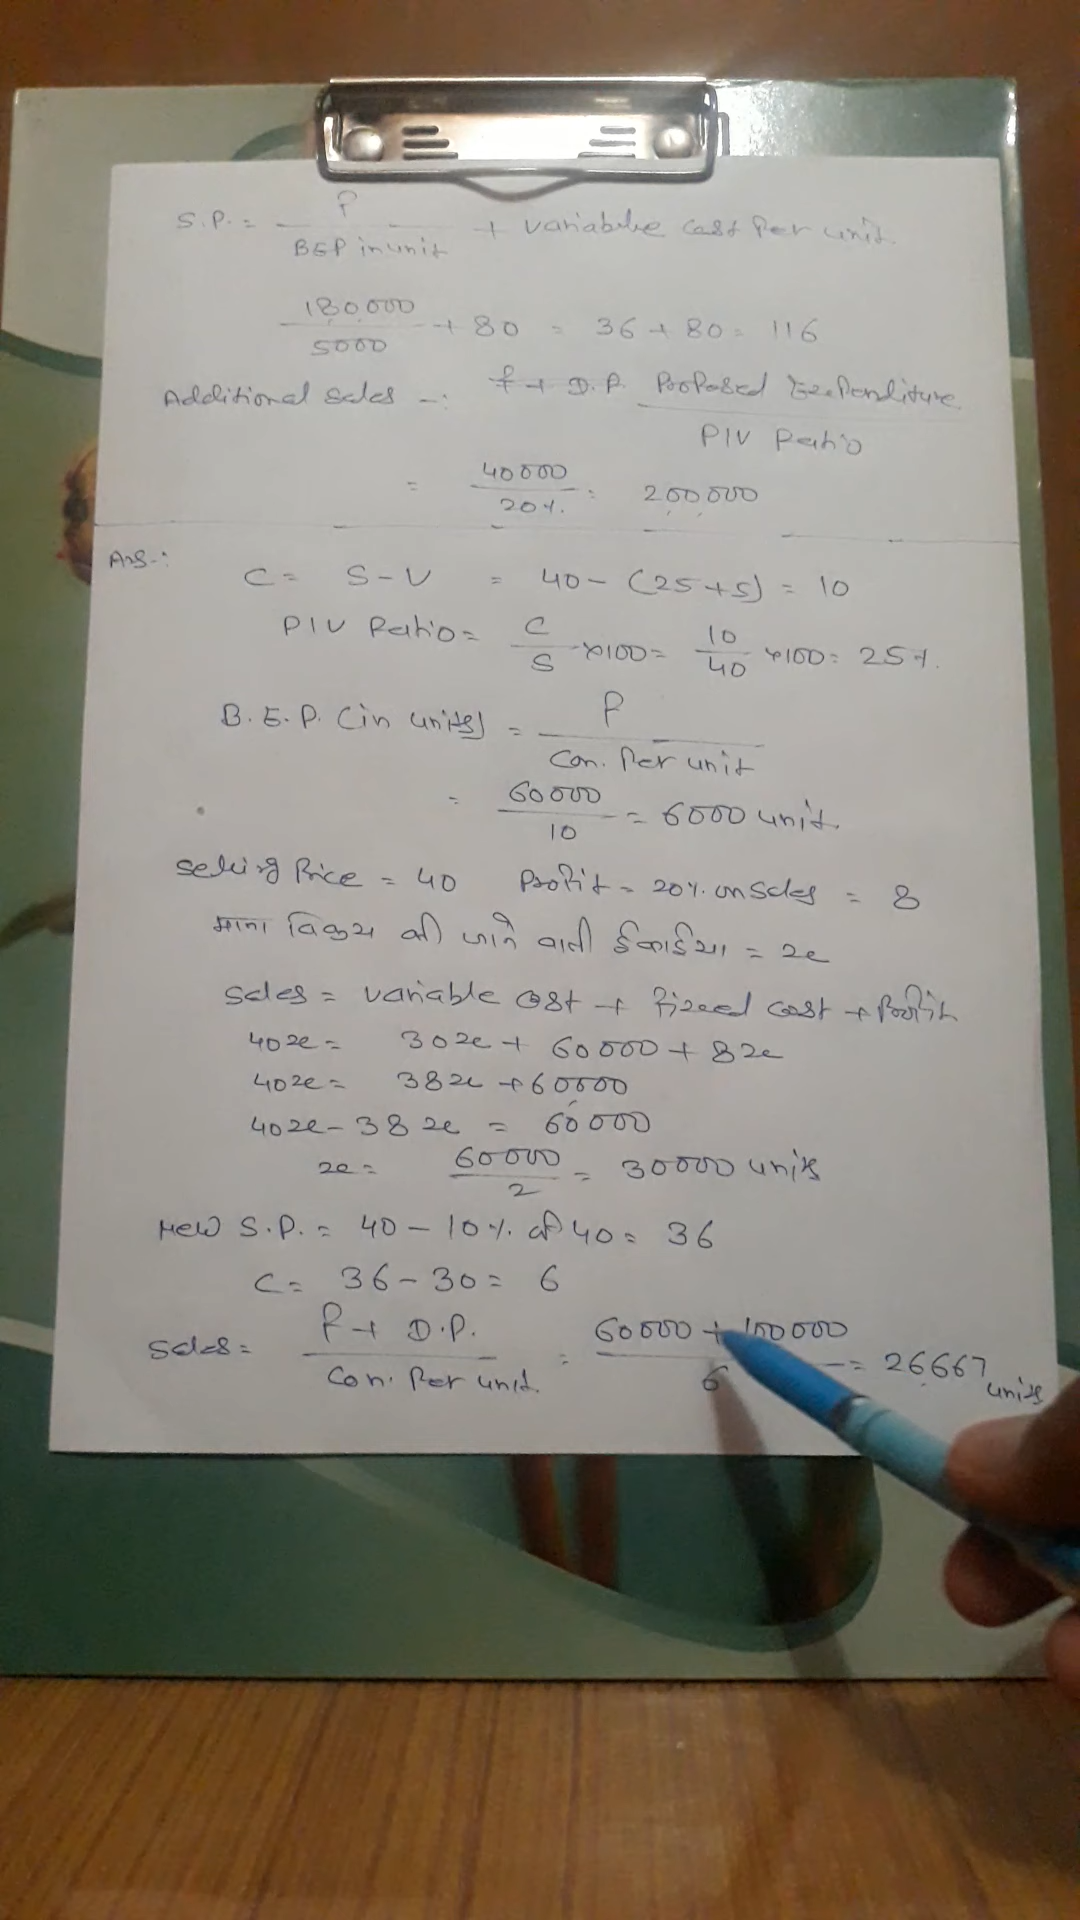 S.P. = F / BEP in unit + variable cost Per unit.
180,000 / 5000 + 80 = 36 + 80 = 116
Additional Sales -: F + D.P. Proposed Expenditure / P/V Ratio
= 40000 / 20% = 200,000
Ans-:
C = S-V = 40 - (25+5) = 10
P/V Ratio = C / S × 100 = 10 / 40 × 100 = 25%
B.E.P. (in units) = F / Con. Per unit
= 60000 / 10 = 6000 unit.
Selling Price = 40 Profit = 20% on Sales = 8
माना विक्रय की जाने वाली ईकाईया = x
Sales = variable cost + Fixed cost + Profit
40x = 30x + 60000 + 8x
40x = 38x + 60000
40x - 38x = 60000
x = 60000 / 2 = 30000 units
New S.P. = 40 - 10% of 40 = 36
C = 36 - 30 = 6
Sales = F + D.P. / Con. Per unit. = 60000 + 100000 / 6 = 26667 units